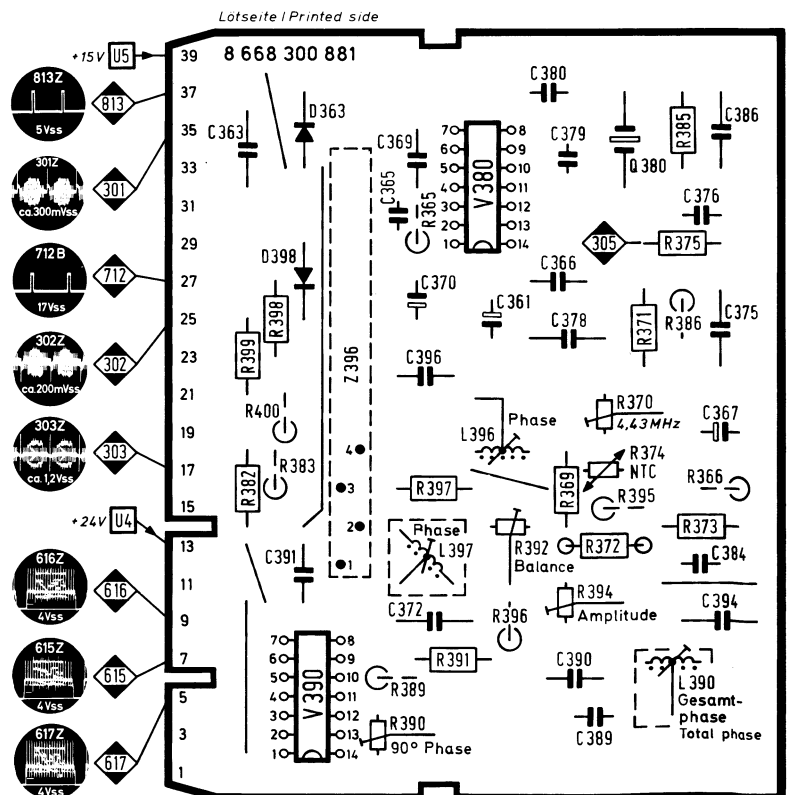 Lötseite / Printed side
+15V U5
39
8 668 300 881
813Z
813
5Vss
37
35
301Z
301
ca.300mVss
33
31
29
712B
712
17Vss
27
25
302Z
302
ca.200mVss
23
21
303Z
303
ca.1,2Vss
19
17
15
+24V U4
13
616Z
616
4Vss
11
9
615Z
615
4Vss
7
5
617Z
617
4Vss
3
1
D363
C363
C369
C365
R365
C380
C379
Q380
R385
C386
7 8
6 9
5 10
4 11
3 12
2 13
1 14
V380
C376
305
R375
D398
R398
R399
C370
C361
C366
C378
R371
R386
C375
Z396
C396
R400
R383
R382
4
3
2
1
Phase
L396
R370
4,43MHz
C367
R374
NTC
R369
R395
R366
R397
Phase
L397
R392
Balance
R372
R373
C384
C391
C372
R396
R394
Amplitude
C394
7 8
6 9
5 10
4 11
3 12
2 13
1 14
V390
R391
R389
R390
90° Phase
C390
C389
L390
Gesamt-
phase
Total phase